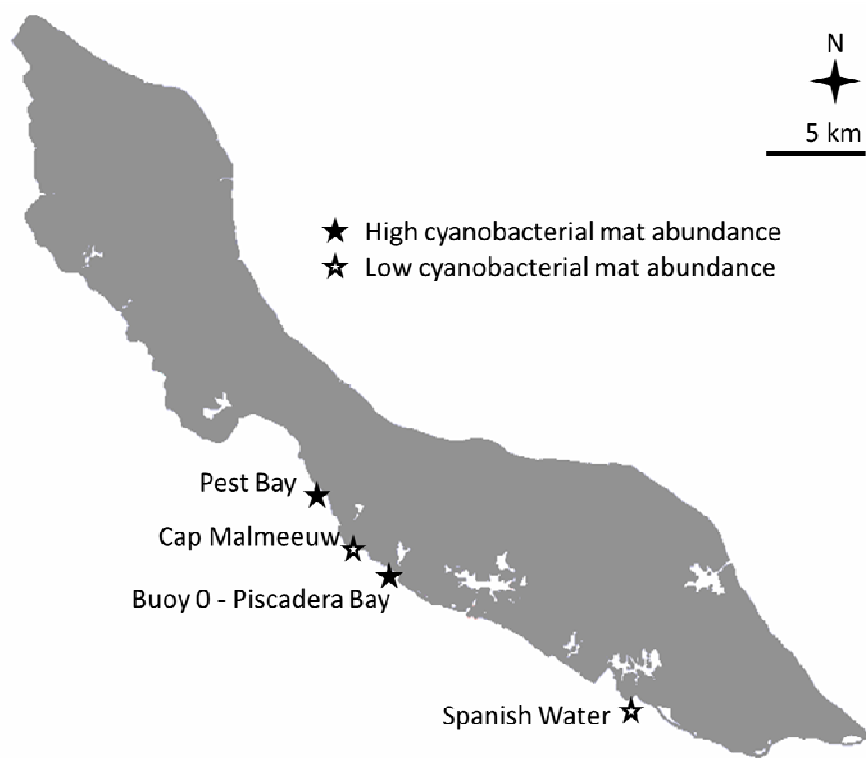 N
5 km
High cyanobacterial mat abundance
Low cyanobacterial mat abundance
Pest Bay
Cap Malmeeuw
Buoy 0 - Piscadera Bay
Spanish Water